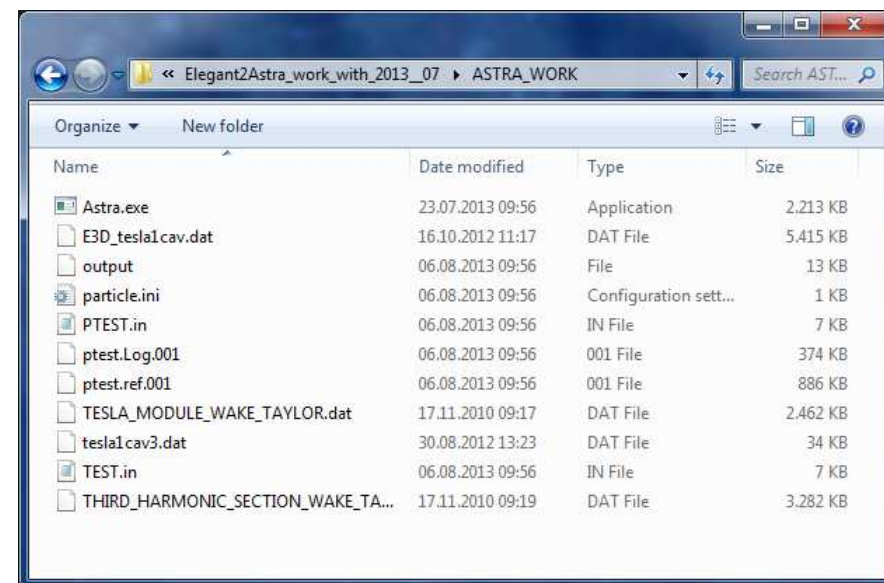 « Elegant2Astra_work_with_2013__07 ▸ ASTRA_WORK Search AST...
Organize New folder
Name Date modified Type Size
Astra.exe 23.07.2013 09:56 Application 2.213 KB
E3D_tesla1cav.dat 16.10.2012 11:17 DAT File 5.415 KB
output 06.08.2013 09:56 File 13 KB
particle.ini 06.08.2013 09:56 Configuration sett... 1 KB
PTEST.in 06.08.2013 09:56 IN File 7 KB
ptest.Log.001 06.08.2013 09:56 001 File 374 KB
ptest.ref.001 06.08.2013 09:56 001 File 886 KB
TESLA_MODULE_WAKE_TAYLOR.dat 17.11.2010 09:17 DAT File 2.462 KB
tesla1cav3.dat 30.08.2012 13:23 DAT File 34 KB
TEST.in 06.08.2013 09:56 IN File 7 KB
THIRD_HARMONIC_SECTION_WAKE_TA... 17.11.2010 09:19 DAT File 3.282 KB